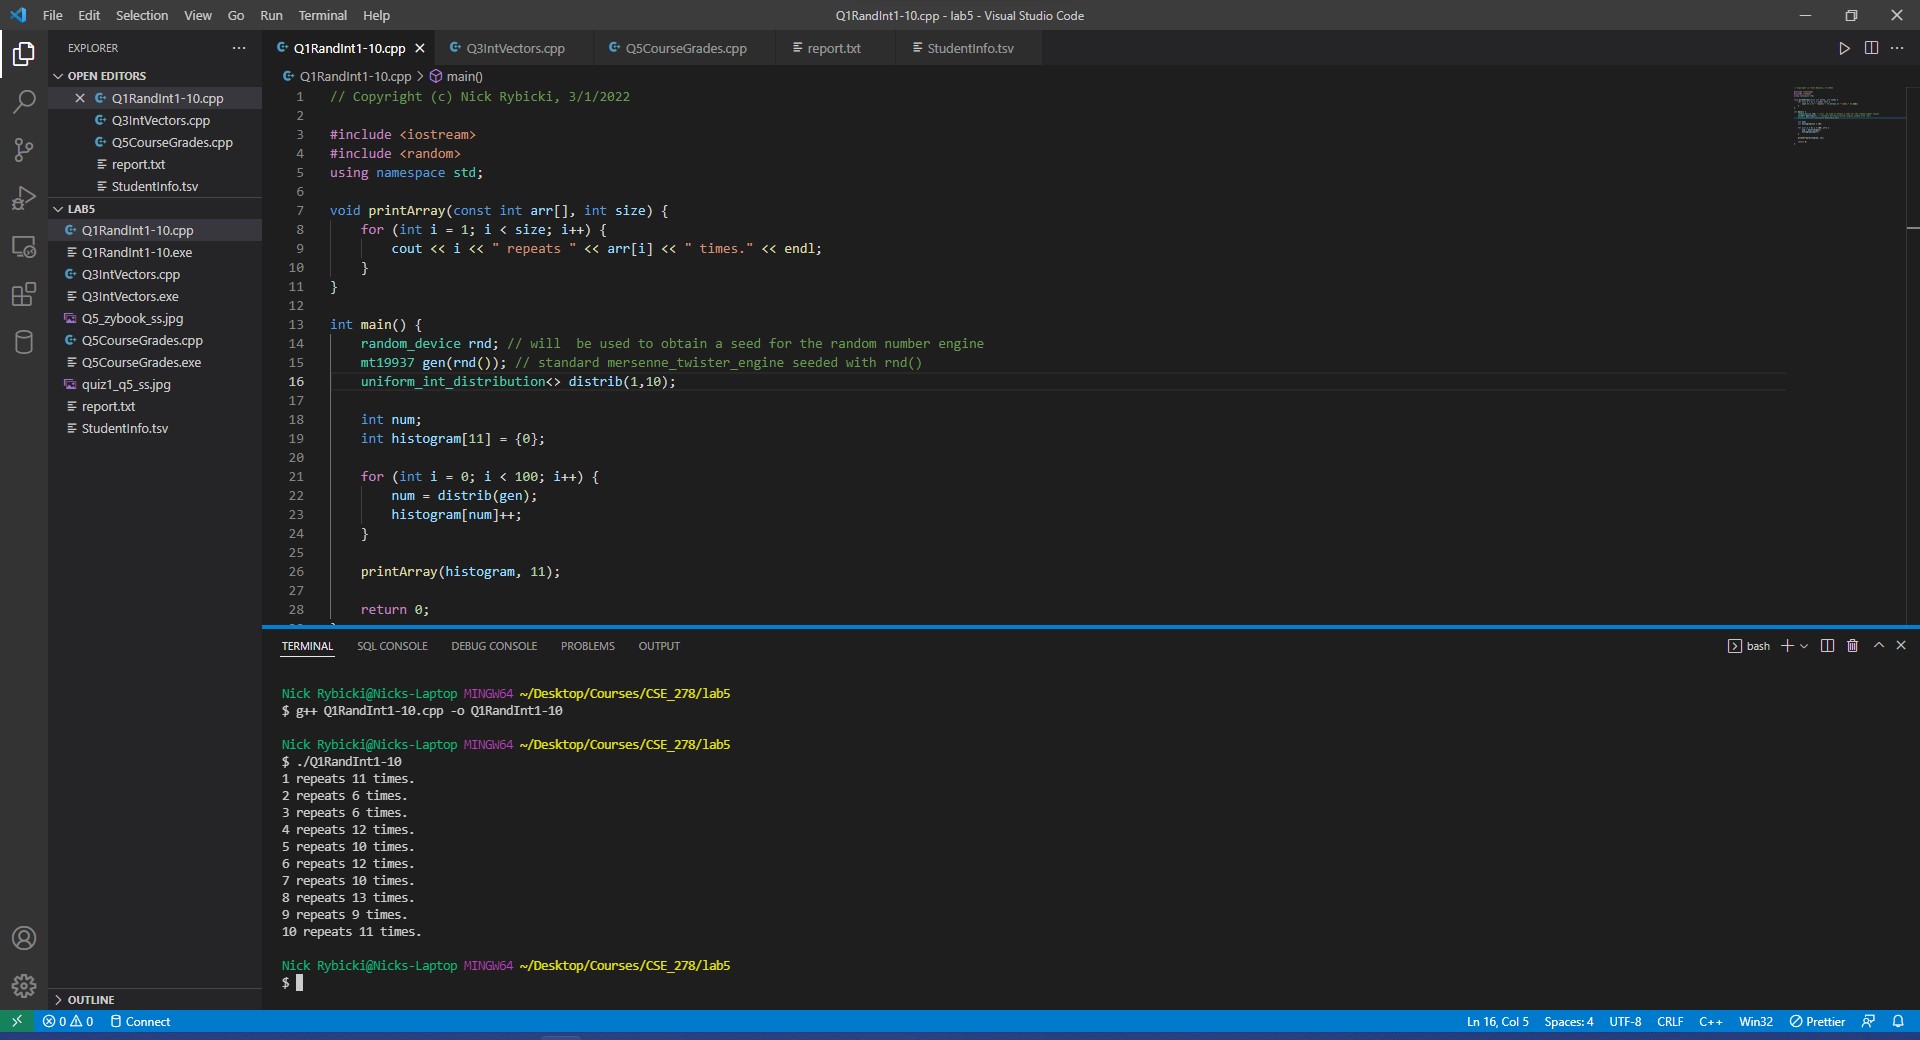 File Edit Selection View Go Run Terminal Help
Q1RandInt1-10.cpp - lab5 - Visual Studio Code
EXPLORER
OPEN EDITORS
Q1RandInt1-10.cpp
Q3IntVectors.cpp
Q5CourseGrades.cpp
report.txt
StudentInfo.tsv
LAB5
Q1RandInt1-10.cpp
Q1RandInt1-10.exe
Q3IntVectors.cpp
Q3IntVectors.exe
Q5_zybook_ss.jpg
Q5CourseGrades.cpp
Q5CourseGrades.exe
quiz1_q5_ss.jpg
report.txt
StudentInfo.tsv
OUTLINE
Q1RandInt1-10.cpp Q3IntVectors.cpp Q5CourseGrades.cpp report.txt StudentInfo.tsv
Q1RandInt1-10.cpp > main()
1 // Copyright (c) Nick Rybicki, 3/1/2022
2
3 #include <iostream>
4 #include <random>
5 using namespace std;
6
7 void printArray(const int arr[], int size) {
8     for (int i = 1; i < size; i++) {
9         cout << i << " repeats " << arr[i] << " times." << endl;
10     }
11 }
12
13 int main() {
14     random_device rnd; // will  be used to obtain a seed for the random number engine
15     mt19937 gen(rnd()); // standard mersenne_twister_engine seeded with rnd()
16     uniform_int_distribution<> distrib(1,10);
17
18     int num;
19     int histogram[11] = {0};
20
21     for (int i = 0; i < 100; i++) {
22         num = distrib(gen);
23         histogram[num]++;
24     }
25
26     printArray(histogram, 11);
27
28     return 0;
TERMINAL SQL CONSOLE DEBUG CONSOLE PROBLEMS OUTPUT
bash
Nick Rybicki@Nicks-Laptop MINGW64 ~/Desktop/Courses/CSE_278/lab5
$ g++ Q1RandInt1-10.cpp -o Q1RandInt1-10
Nick Rybicki@Nicks-Laptop MINGW64 ~/Desktop/Courses/CSE_278/lab5
$ ./Q1RandInt1-10
1 repeats 11 times.
2 repeats 6 times.
3 repeats 6 times.
4 repeats 12 times.
5 repeats 10 times.
6 repeats 12 times.
7 repeats 10 times.
8 repeats 13 times.
9 repeats 9 times.
10 repeats 11 times.
Nick Rybicki@Nicks-Laptop MINGW64 ~/Desktop/Courses/CSE_278/lab5
$
0 0 Connect
Ln 16, Col 5 Spaces: 4 UTF-8 CRLF C++ Win32 Prettier